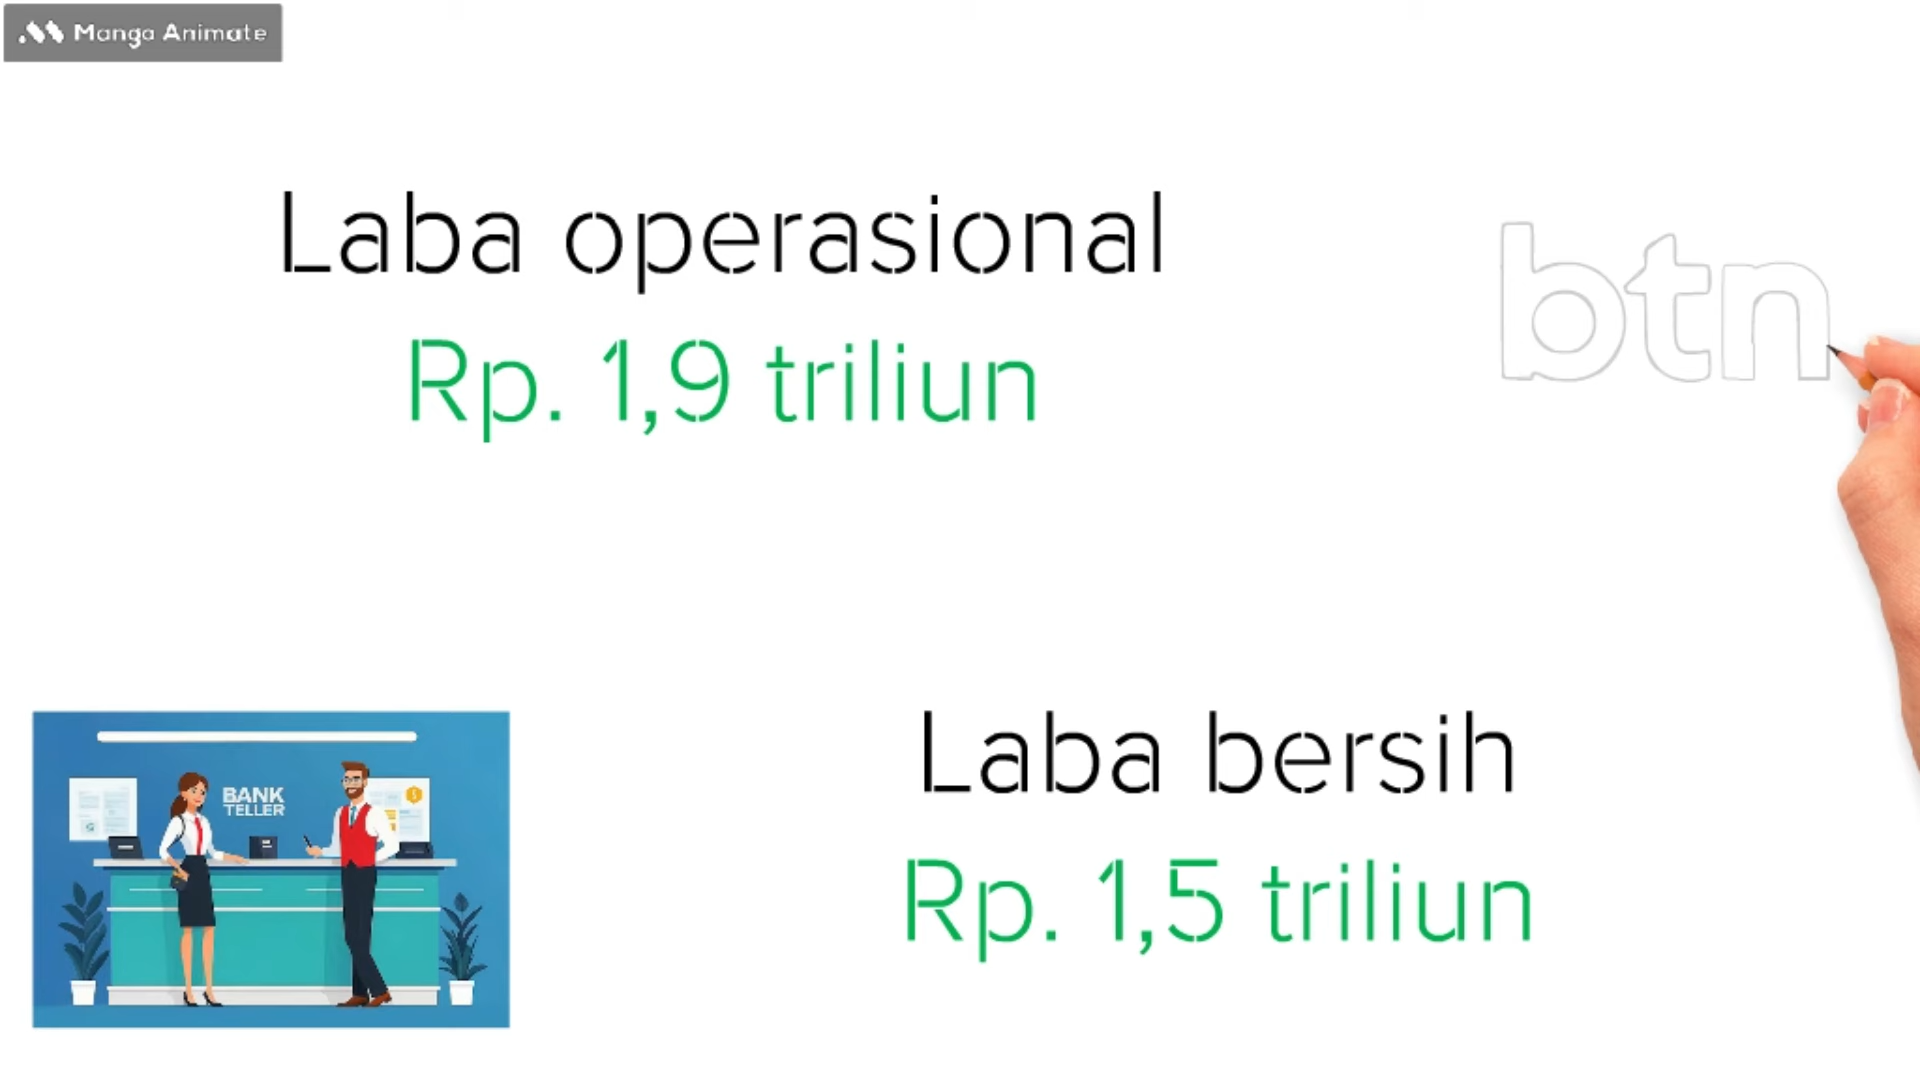 Manga Animate
Laba operasional
Rp. 1,9 triliun
btn
BANK
TELLER
Laba bersih
Rp. 1,5 triliun